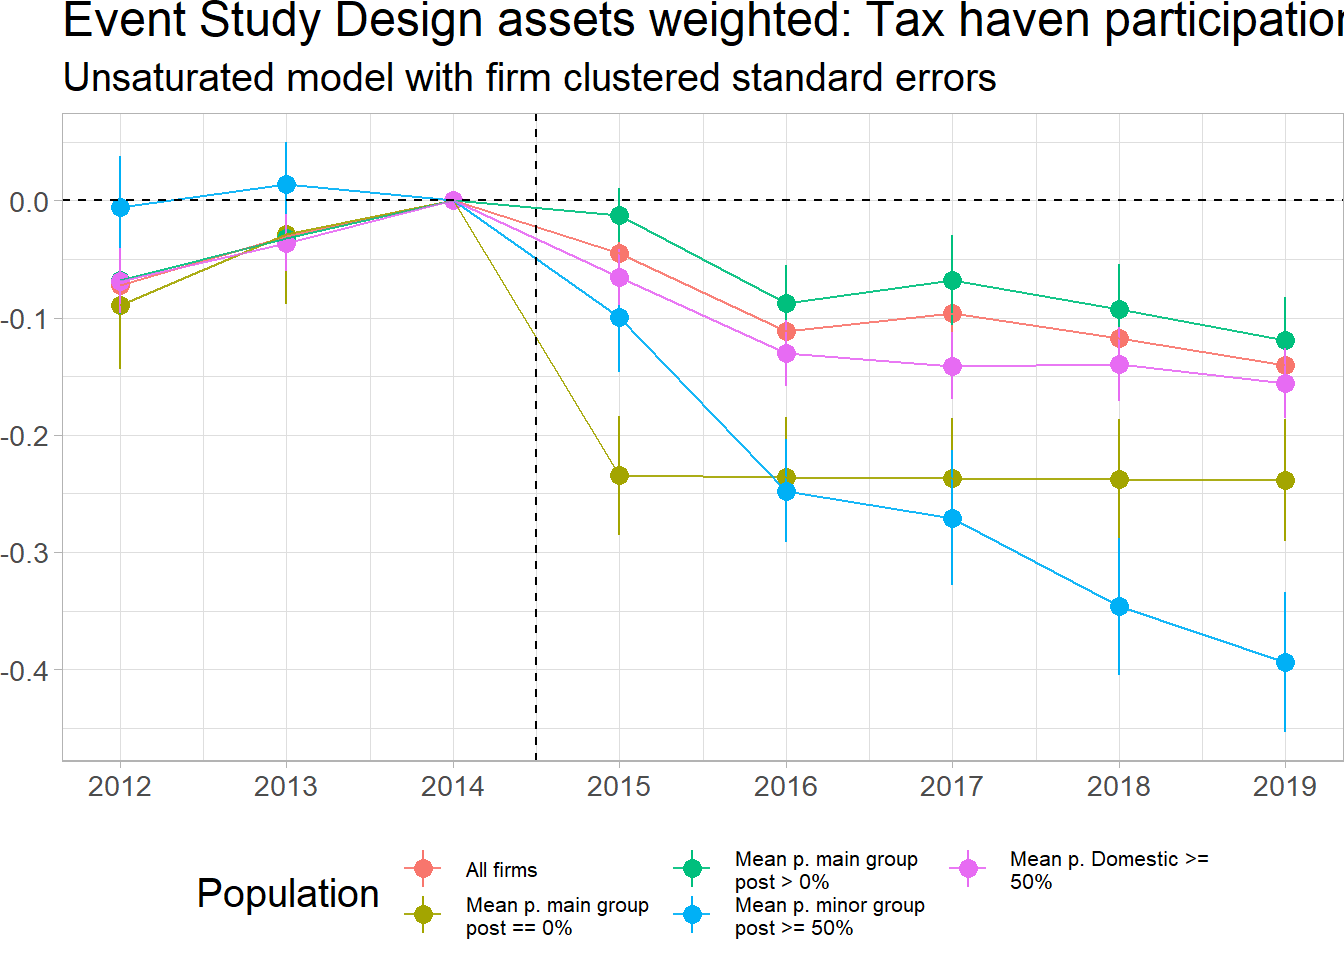 Event Study Design assets weighted: Tax haven participation
Unsaturated model with firm clustered standard errors
0.0
-0.1
-0.2
-0.3
-0.4
2012 2013 2014 2015 2016 2017 2018 2019
Population
All firms
Mean p. main group
post == 0%
Mean p. main group
post > 0%
Mean p. minor group
post >= 50%
Mean p. Domestic >=
50%